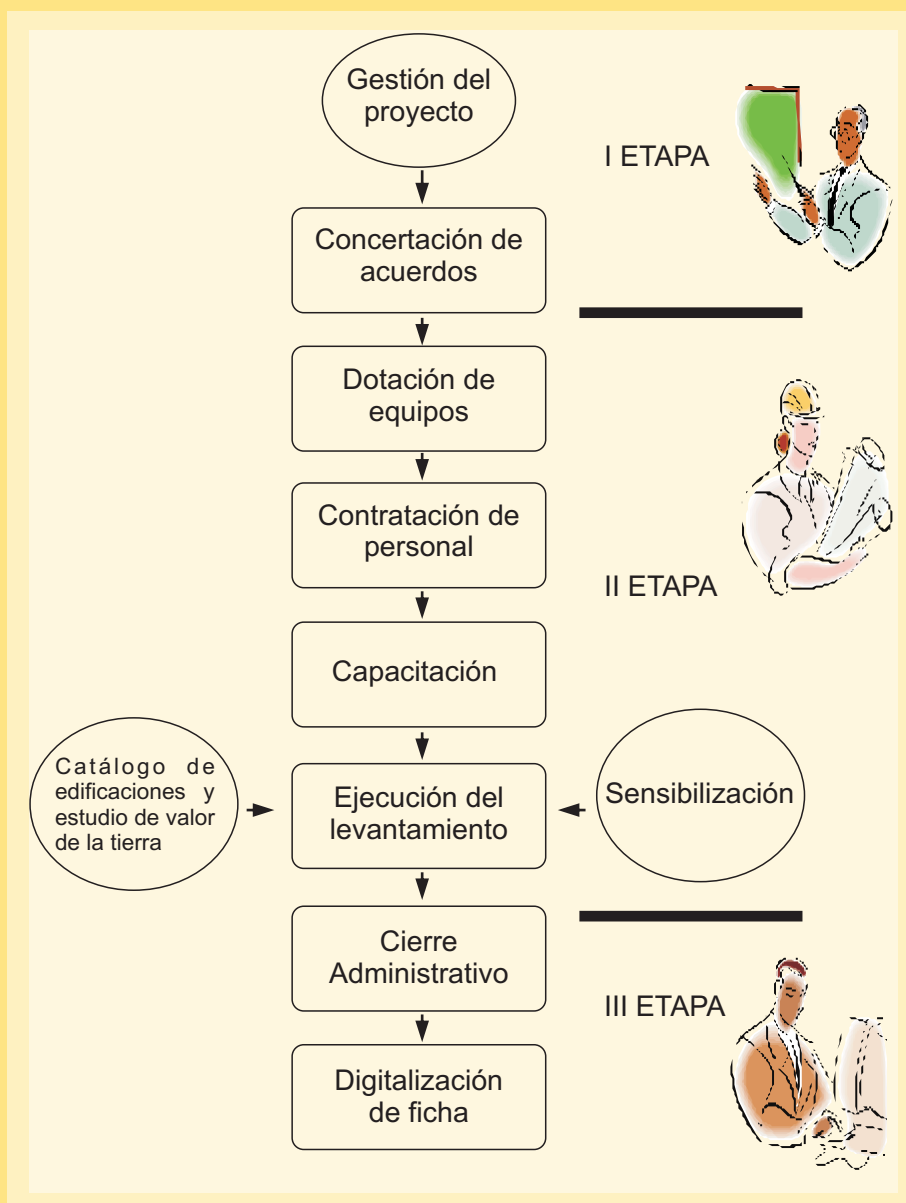 Gestión del
proyecto
I ETAPA
Concertación de
acuerdos
Dotación de
equipos
Contratación de
personal
II ETAPA
Capacitación
Catálogo de
edificaciones y
estudio de valor
de la tierra
Ejecución del
levantamiento
Sensibilización
Cierre
Administrativo
III ETAPA
Digitalización
de ficha